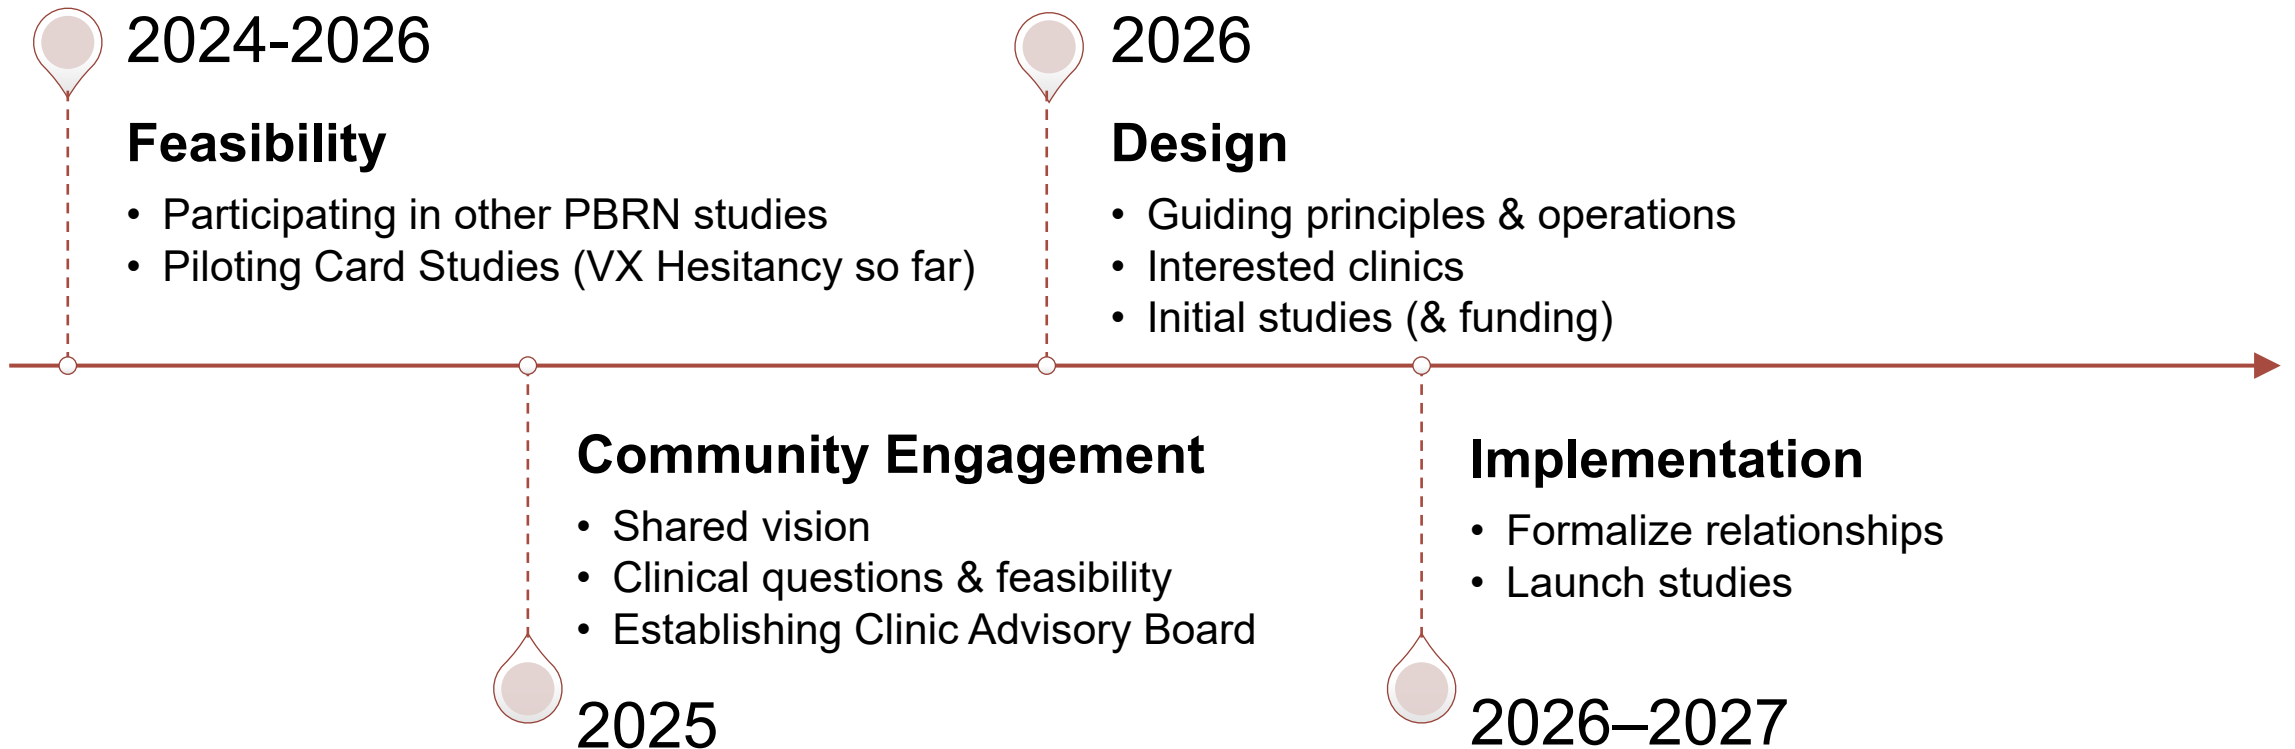 2024-2026
Feasibility
• Participating in other PBRN studies
• Piloting Card Studies (VX Hesitancy so far)
Community Engagement
• Shared vision
• Clinical questions & feasibility
• Establishing Clinic Advisory Board
2025
2026
Design
• Guiding principles & operations
• Interested clinics
• Initial studies (& funding)
Implementation
• Formalize relationships
• Launch studies
2026–2027